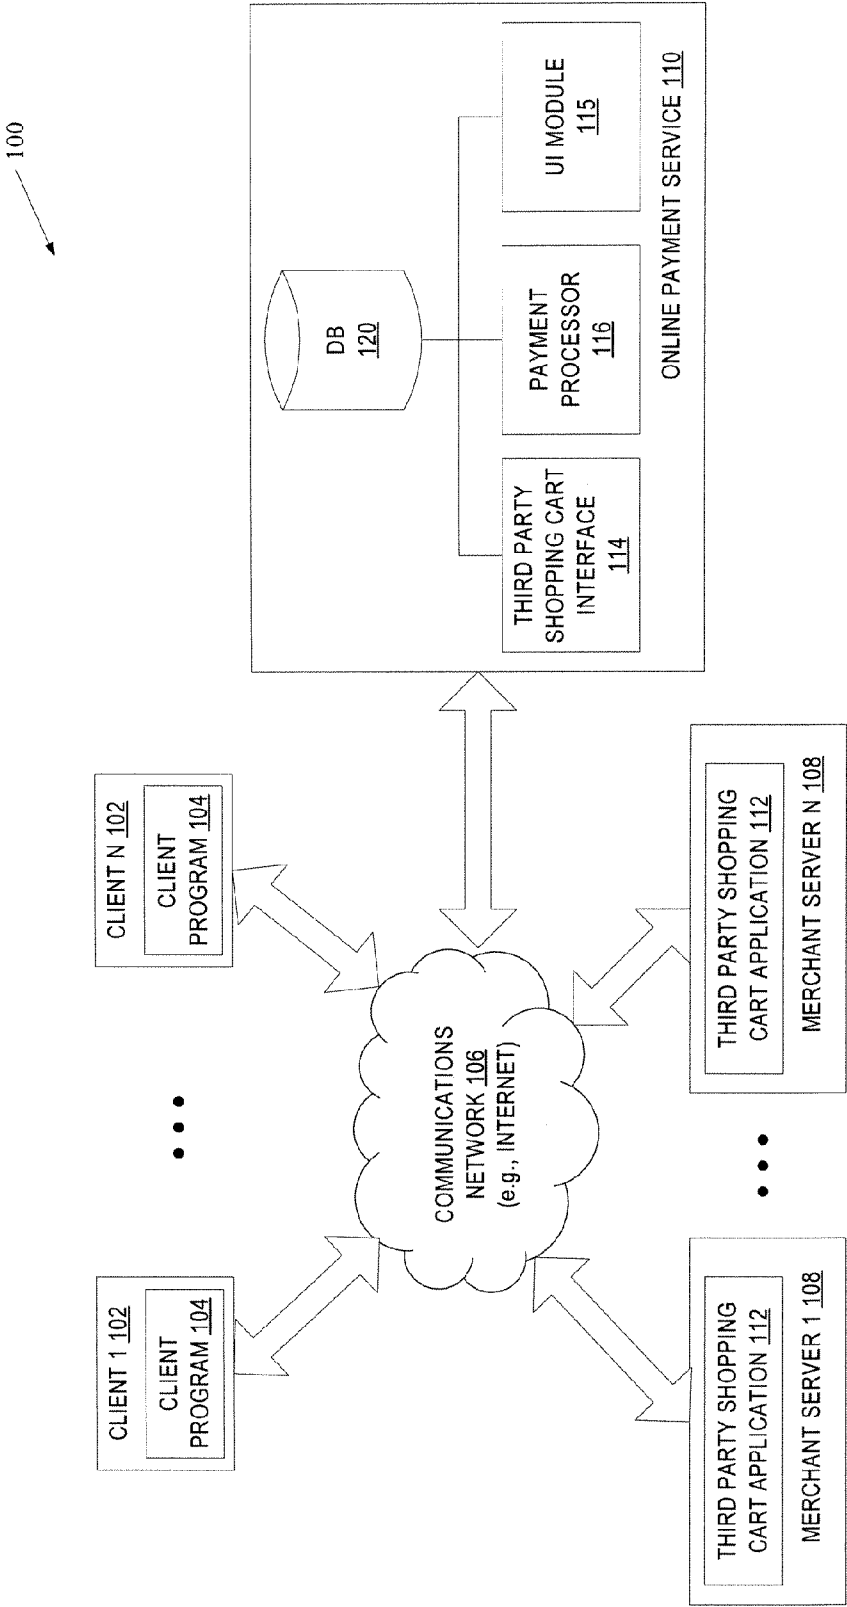 100
CLIENT 1 102
CLIENT
PROGRAM 104
CLIENT N 102
CLIENT
PROGRAM 104
COMMUNICATIONS
NETWORK 106
(e.g., INTERNET)
THIRD PARTY SHOPPING
CART APPLICATION 112
MERCHANT SERVER 1 108
THIRD PARTY SHOPPING
CART APPLICATION 112
MERCHANT SERVER N 108
DB
120
THIRD PARTY
SHOPPING CART
INTERFACE
114
PAYMENT
PROCESSOR
116
UI MODULE
115
ONLINE PAYMENT SERVICE 110